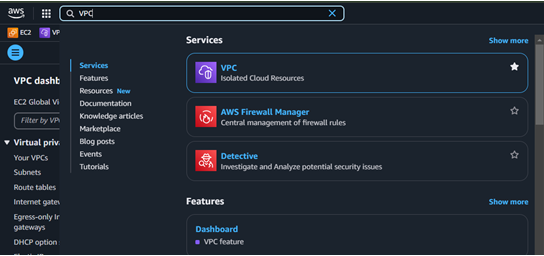 aws
VPC
EC2
VP
VPC dashb
EC2 Global Vi
Filter by VP
Virtual priva
Your VPCs
Subnets
Route tables
Internet gatew
Egress-only In
gateways
DHCP option s
Services
Features
Resources New
Documentation
Knowledge articles
Marketplace
Blog posts
Events
Tutorials
Services
Show more
VPC
Isolated Cloud Resources
AWS Firewall Manager
Central management of firewall rules
Detective
Investigate and Analyze potential security issues
Features
Show more
Dashboard
VPC feature